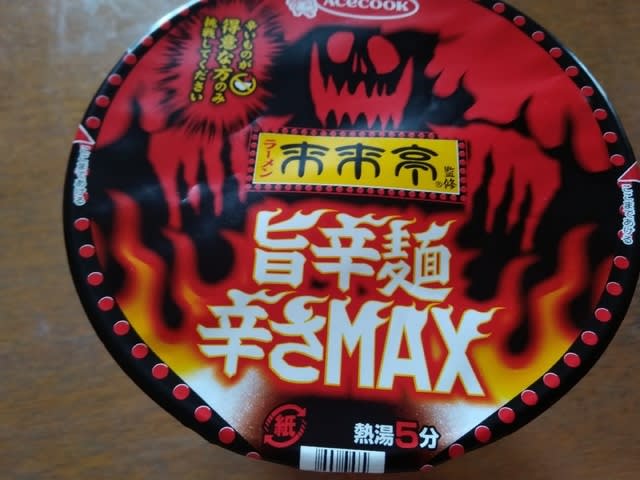 Acecook
辛いものが
得意な方のみ
挑戦してください
ラーメン
来来亭
®監修
旨辛麺
辛さMAX
紙
熱湯5分